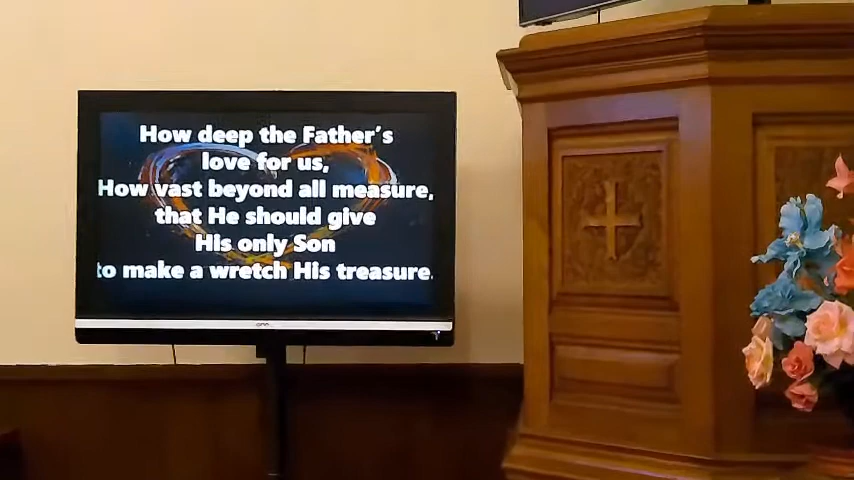 How deep the Father's
love for us,
How vast beyond all measure,
that He should give
His only Son
to make a wretch His treasure.